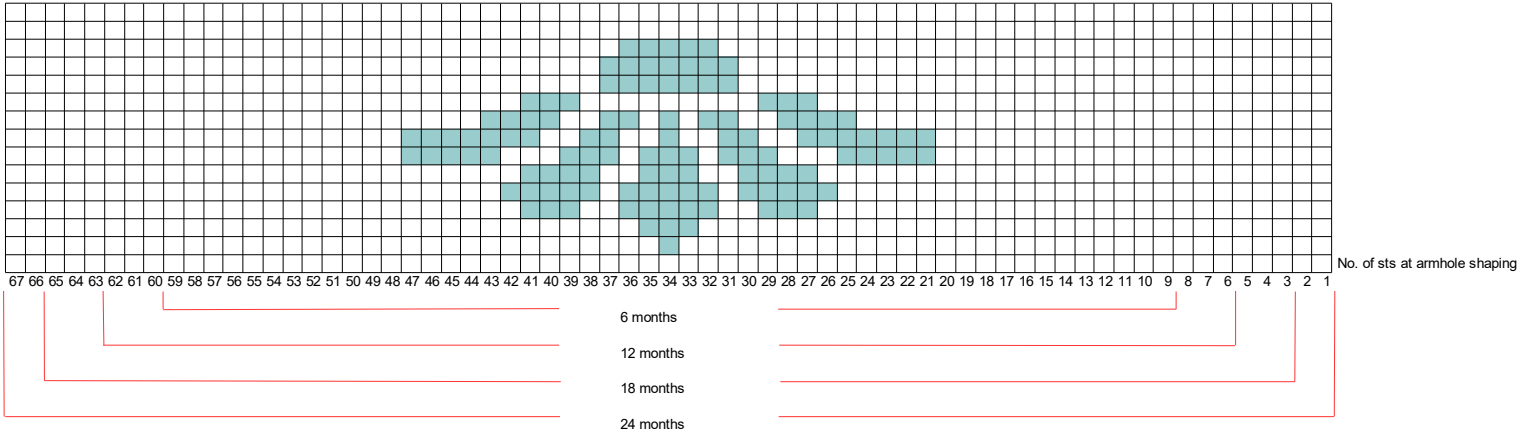 No. of sts at armhole shaping
67 66 65 64 63 62 61 60 59 58 57 56 55 54 53 52 51 50 49 48 47 46 45 44 43 42 41 40 39 38 37 36 35 34 33 32 31 30 29 28 27 26 25 24 23 22 21 20 19 18 17 16 15 14 13 12 11 10 9 8 7 6 5 4 3 2 1
6 months
12 months
18 months
24 months